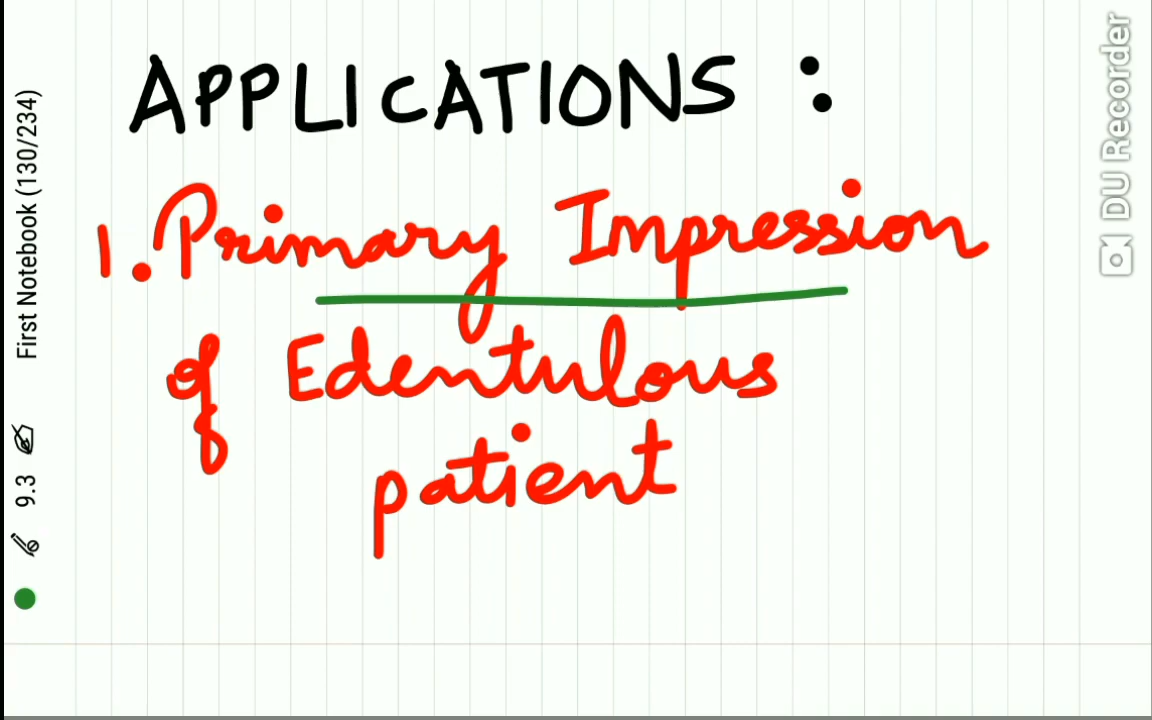 APPLICATIONS :
1. Primary Impression
of Edentulous
patient
First Notebook (130/234)
9.3
DU Recorder